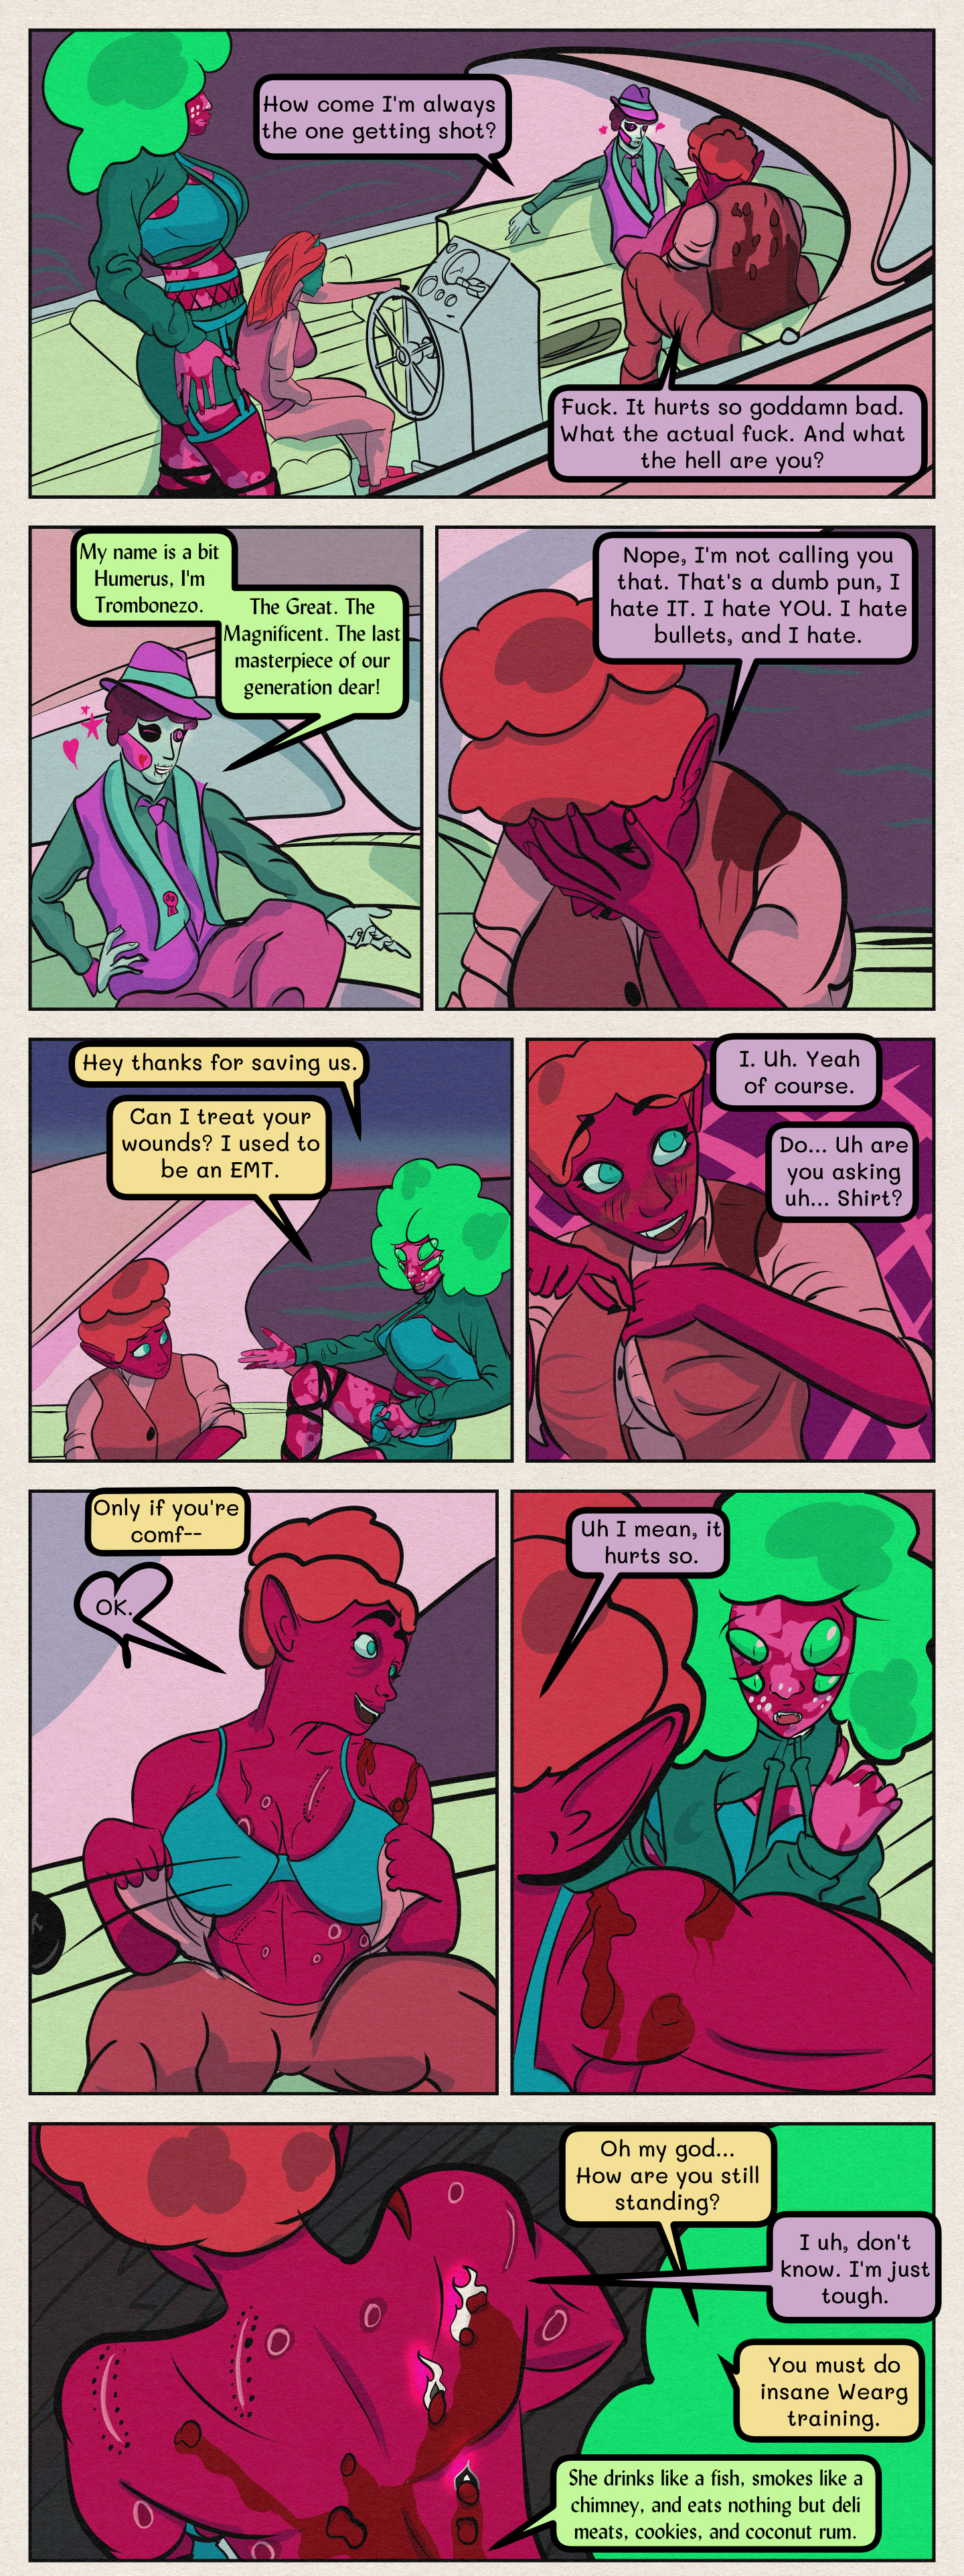 How come I'm always
the one getting shot?
Fuck. It hurts so goddamn bad.
What the actual fuck. And what
the hell are you?
My name is a bit
Humerus, I'm
Trombonezo.
The Great. The
Magnificent. The last
masterpiece of our
generation dear!
Nope, I'm not calling you
that. That's a dumb pun, I
hate IT. I hate YOU. I hate
bullets, and I hate.
Hey thanks for saving us.
Can I treat your
wounds? I used to
be an EMT.
I. Uh. Yeah
of course.
Do... Uh are
you asking
uh... Shirt?
Only if you're
comf--
OK.
Uh I mean, it
hurts so.
Oh my god...
How are you still
standing?
I uh, don't
know. I'm just
tough.
You must do
insane Wearg
training.
She drinks like a fish, smokes like a
chimney, and eats nothing but deli
meats, cookies, and coconut rum.